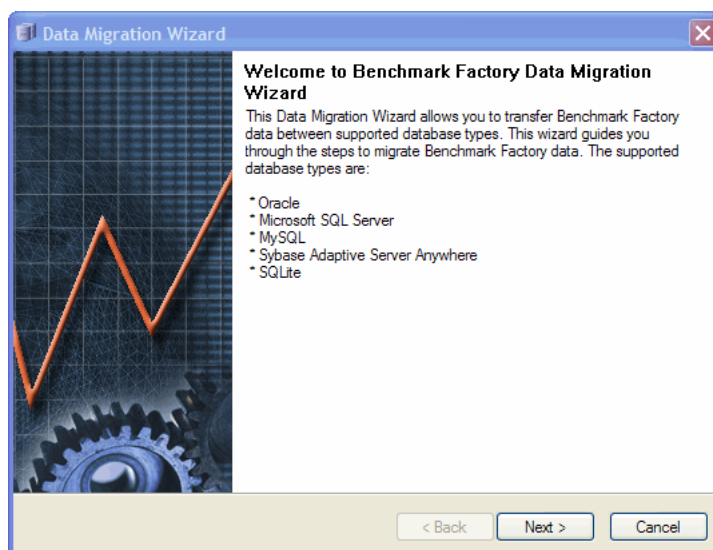 Data Migration Wizard
Welcome to Benchmark Factory Data Migration
Wizard
This Data Migration Wizard allows you to transfer Benchmark Factory
data between supported database types. This wizard guides you
through the steps to migrate Benchmark Factory data. The supported
database types are:
* Oracle
* Microsoft SQL Server
* MySQL
* Sybase Adaptive Server Anywhere
* SQLite
< Back
Next >
Cancel